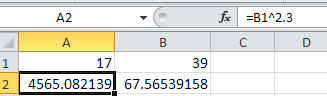 A2 fx =B1^2.3
A B C D
1 17 39
2 4565.082139 67.56539158